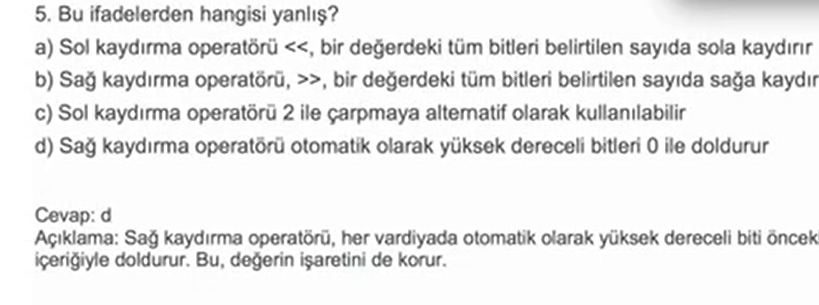 5. Bu ifadelerden hangisi yanlış?
a) Sol kaydırma operatörü <<, bir değerdeki tüm bitleri belirtilen sayıda sola kaydırır
b) Sağ kaydırma operatörü, >>, bir değerdeki tüm bitleri belirtilen sayıda sağa kaydır
c) Sol kaydırma operatörü 2 ile çarpmaya alternatif olarak kullanılabilir
d) Sağ kaydırma operatörü otomatik olarak yüksek dereceli bitleri 0 ile doldurur
Cevap: d
Açıklama: Sağ kaydırma operatörü, her vardiyada otomatik olarak yüksek dereceli biti öncek
içeriğiyle doldurur. Bu, değerin işaretini de korur.